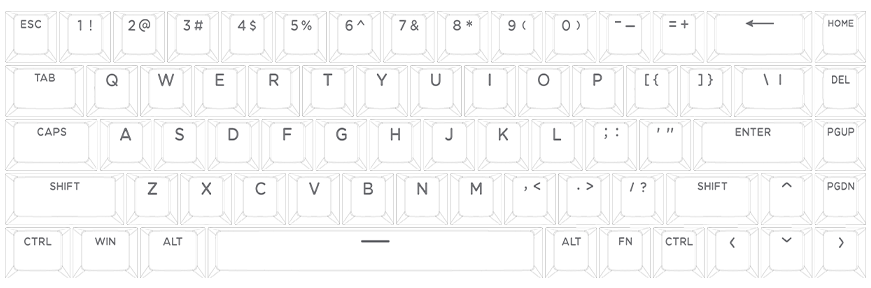 ESC 1 ! 2 @ 3 # 4 $ 5 % 6 ^ 7 & 8 * 9 ( 0 ) - _ = + ← HOME
TAB Q W E R T Y U I O P [ { ] } \ | DEL
CAPS A S D F G H J K L ; : ' " ENTER PGUP
SHIFT Z X C V B N M , < . > / ? SHIFT ^ PGDN
CTRL WIN ALT — ALT FN CTRL ‹ ⌄ ›